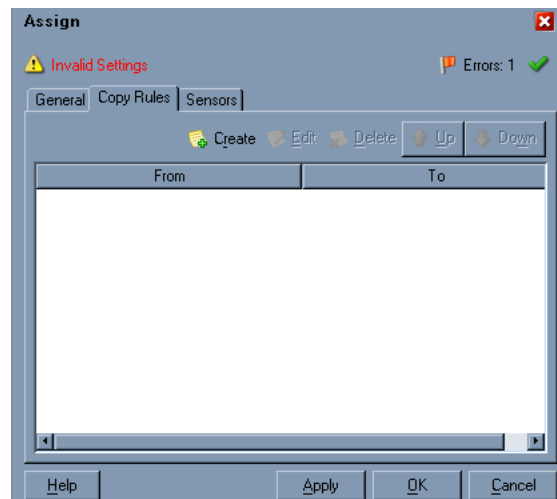 Assign
Invalid Settings
Errors: 1
General Copy Rules Sensors
Create Edit Delete Up Down
From To
Help Apply OK Cancel